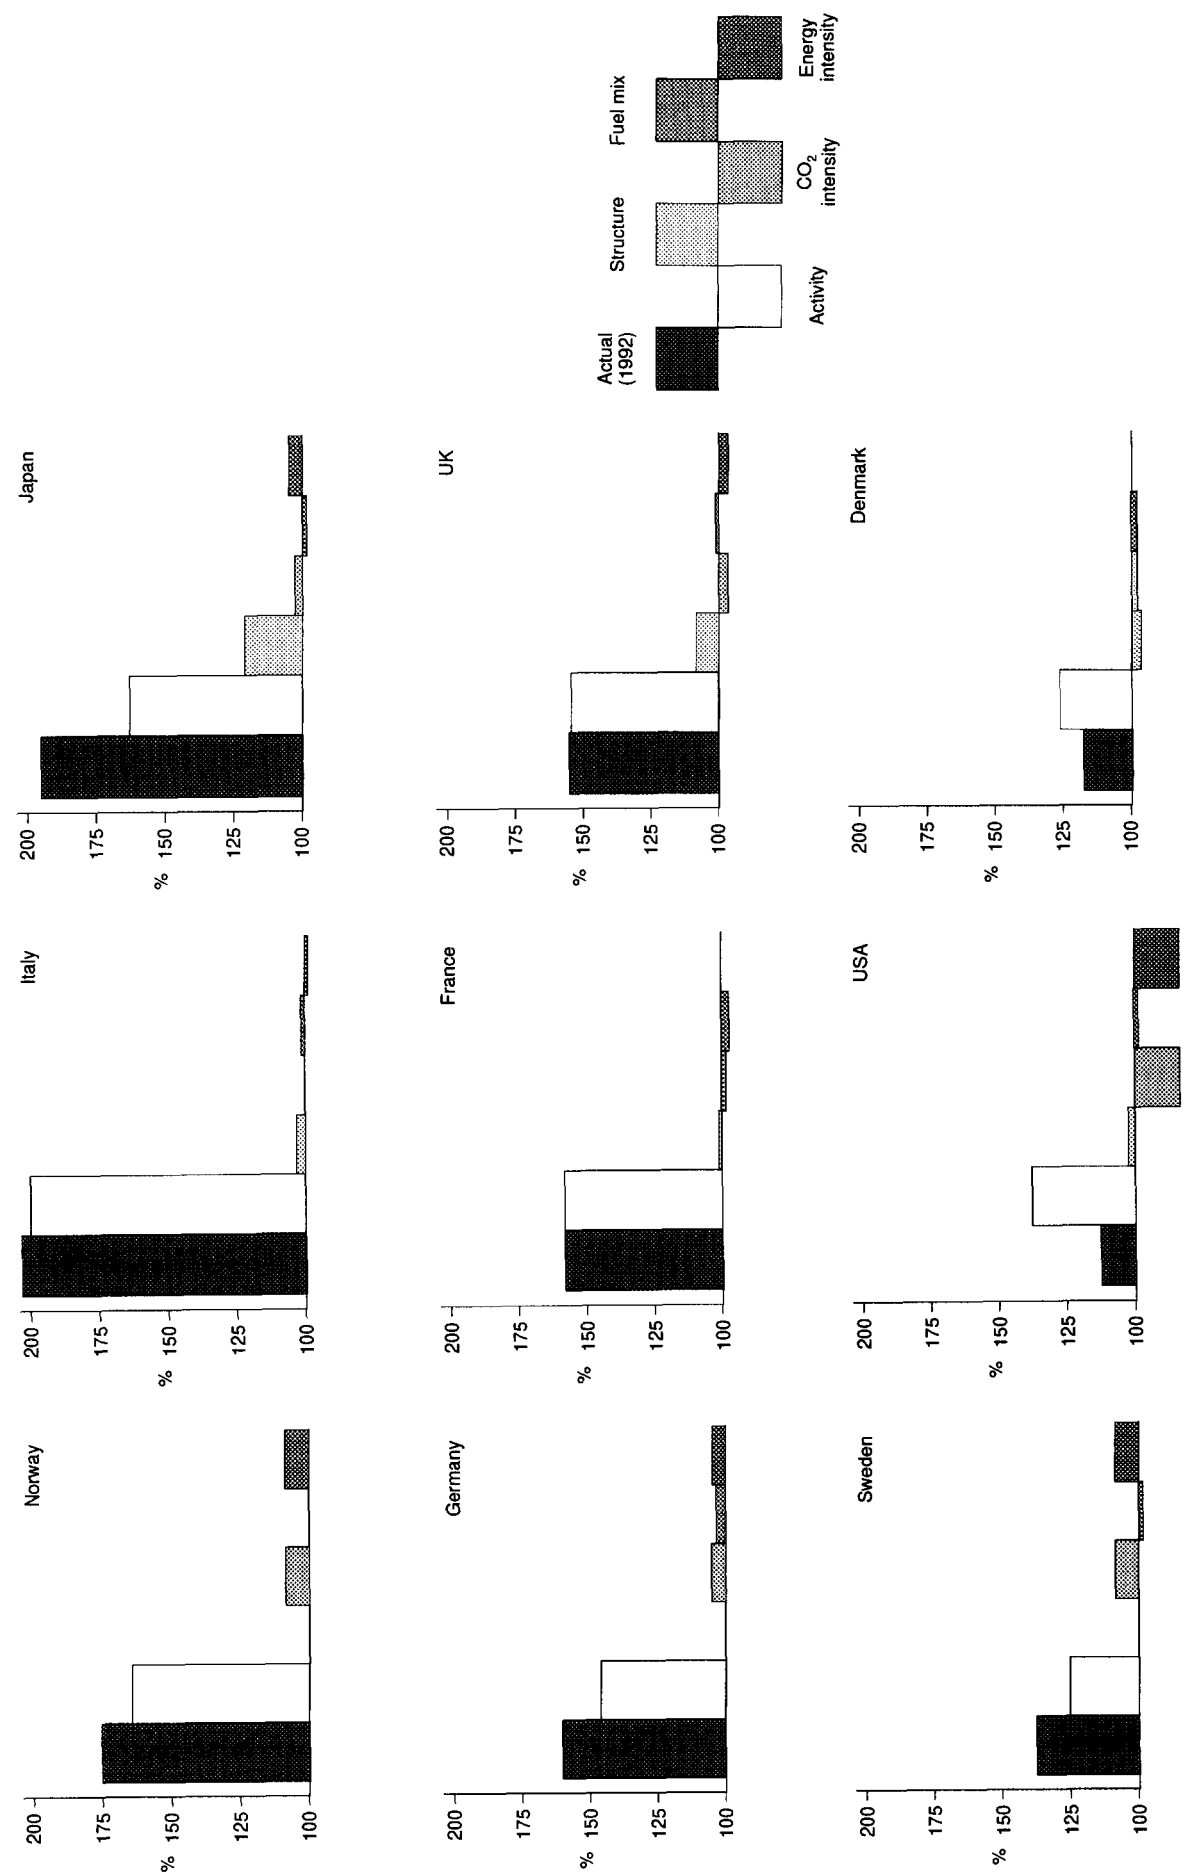 Norway
200
175
% 150
125
100
Italy
200
175
% 150
125
100
Japan
200
175
% 150
125
100
Germany
200
175
% 150
125
100
France
200
175
% 150
125
100
UK
200
175
% 150
125
100
Sweden
200
175
% 150
125
100
USA
200
175
% 150
125
100
Denmark
200
175
% 150
125
100
Actual
(1992)
Structure
Fuel mix
Activity
CO₂
intensity
Energy
intensity